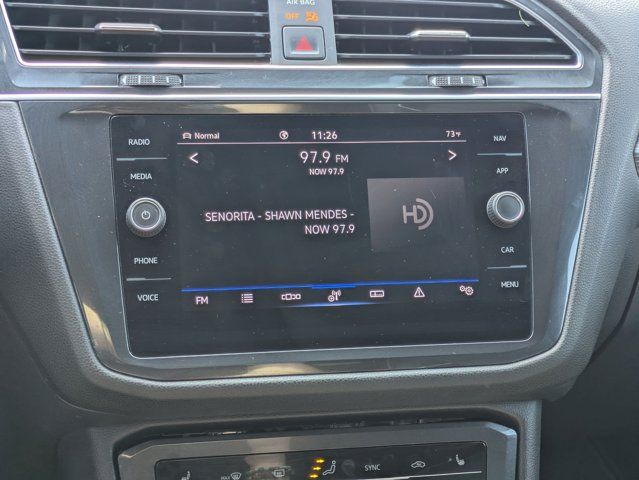 AIR BAG
OFF
RADIO
MEDIA
PHONE
VOICE
Normal
11:26
73°F
97.9 FM
NOW 97.9
SENORITA - SHAWN MENDES -
NOW 97.9
HD
FM
NAV
APP
CAR
MENU
MAX
SYNC